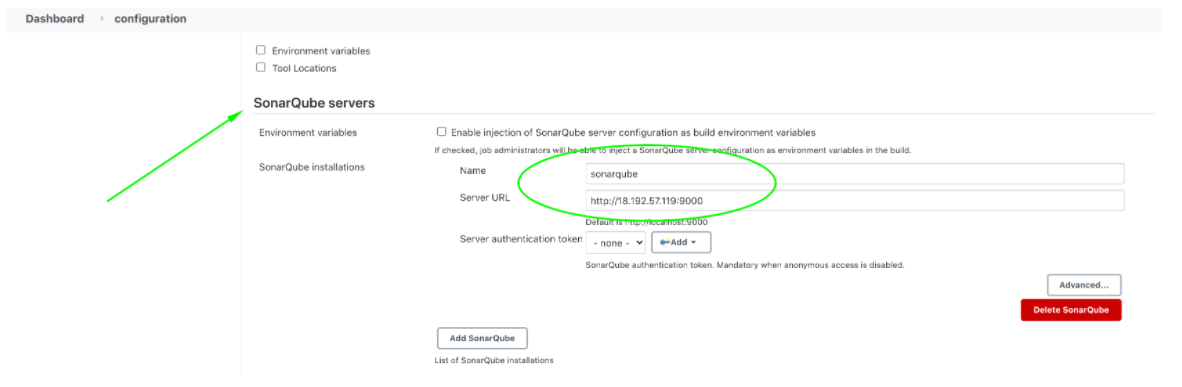 Dashboard › configuration
Environment variables
Tool Locations
SonarQube servers
Environment variables
Enable injection of SonarQube server configuration as build environment variables
If checked, job administrators will be able to inject a SonarQube server configuration as environment variables in the build.
SonarQube installations
Name
sonarqube
Server URL
http://18.192.57.119:9000
Default is http://localhost:9000
Server authentication token
- none -
Add
SonarQube authentication token. Mandatory when anonymous access is disabled.
Advanced...
Delete SonarQube
Add SonarQube
List of SonarQube installations